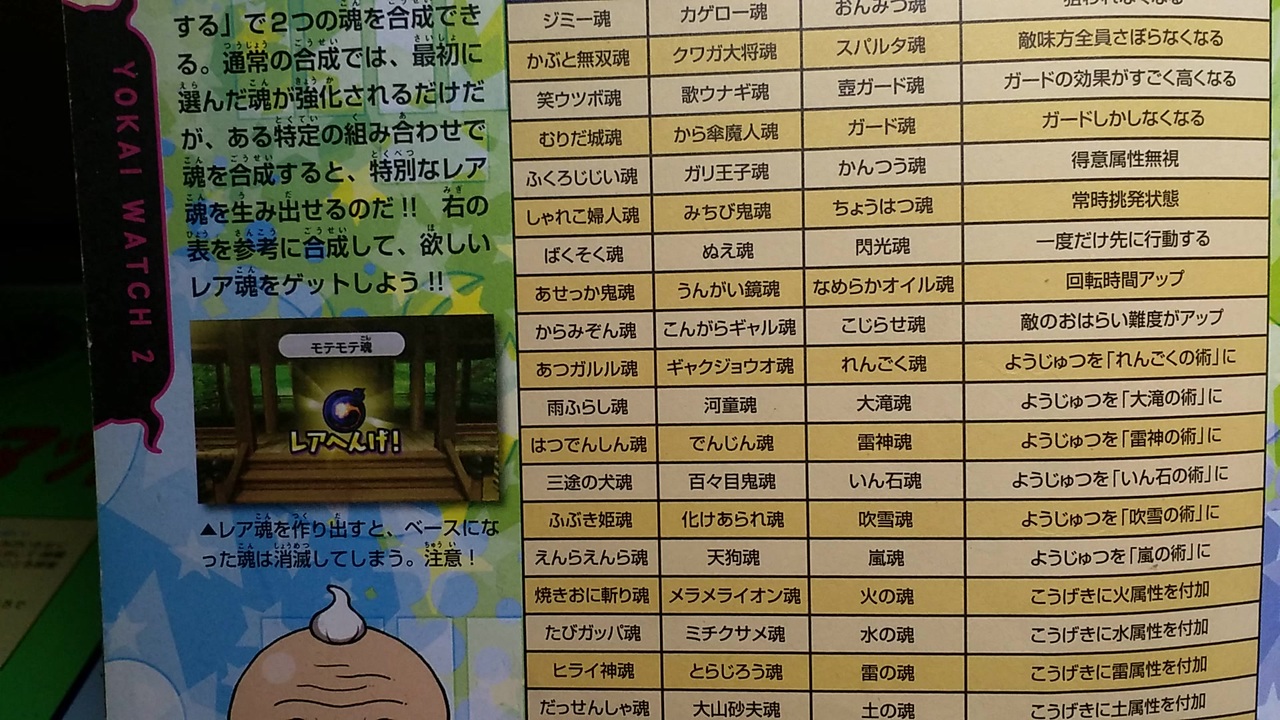 YOKAI WATCH 2
する」で2つの魂を合成でき
る。通常の合成では、最初に
選んだ魂が強化されるだけだ
が、ある特定の組み合わせで
魂を合成すると、特別なレア
魂を生み出せるのだ!! 右の
表を参考に合成して、欲しい
レア魂をゲットしよう!!
モテモテ魂
レアへんげ!
▲レア魂を作り出すと、ベースにな
った魂は消滅してしまう。注意!
ジミー魂 カゲロー魂 おんみつ魂 狙われなくなる
かぶと無双魂 クワガ大将魂 スパルタ魂 敵味方全員さぼらなくなる
笑ウツボ魂 歌ウナギ魂 壺ガード魂 ガードの効果がすごく高くなる
むりだ城魂 から傘魔人魂 ガード魂 ガードしかしなくなる
ふくろじじい魂 ガリ王子魂 かんつう魂 得意属性無視
しゃれこ婦人魂 みちび鬼魂 ちょうはつ魂 常時挑発状態
ばくそく魂 ぬえ魂 閃光魂 一度だけ先に行動する
あせっか鬼魂 うんがい鏡魂 なめらかオイル魂 回転時間アップ
からみぞん魂 こんがらギャル魂 こじらせ魂 敵のおはらい難度がアップ
あつガルル魂 ギャクジョウオ魂 れんごく魂 ようじゅつを「れんごくの術」に
雨ふらし魂 河童魂 大滝魂 ようじゅつを「大滝の術」に
はつでんしん魂 でんじん魂 雷神魂 ようじゅつを「雷神の術」に
三途の犬魂 百々目鬼魂 いん石魂 ようじゅつを「いん石の術」に
ふぶき姫魂 化けあられ魂 吹雪魂 ようじゅつを「吹雪の術」に
えんらえんら魂 天狗魂 嵐魂 ようじゅつを「嵐の術」に
焼きおに斬り魂 メラメライオン魂 火の魂 こうげきに火属性を付加
たびガッパ魂 ミチクサメ魂 水の魂 こうげきに水属性を付加
ヒライ神魂 とらじろう魂 雷の魂 こうげきに雷属性を付加
だっせんしゃ魂 大山砂夫魂 土の魂 こうげきに土属性を付加